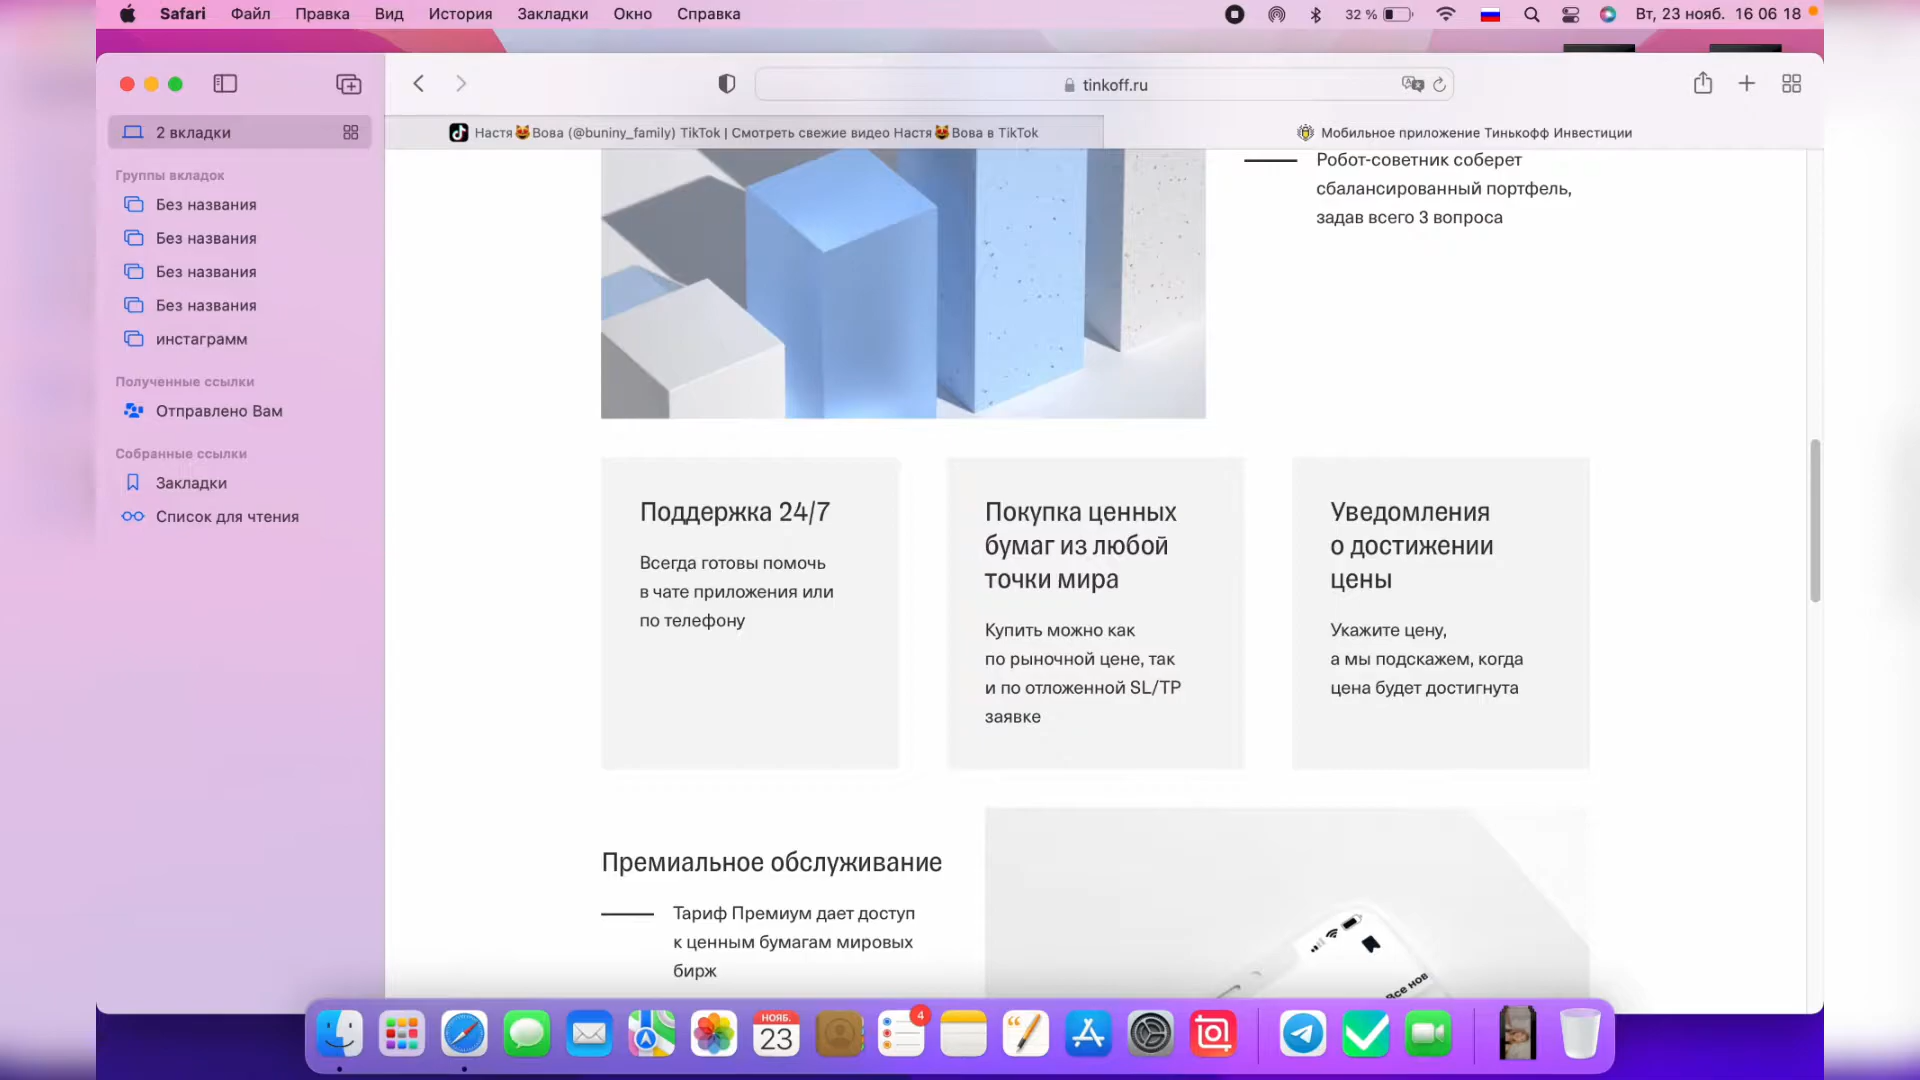 Safari Файл Правка Вид История Закладки Окно Справка
32 %
Вт, 23 нояб. 16 06 18
tinkoff.ru
2 вкладки
Настя😻Вова (@buniny_family) TikTok | Смотреть свежие видео Настя😻Вова в TikTok
Мобильное приложение Тинькофф Инвестиции
Группы вкладок
Без названия
Без названия
Без названия
Без названия
инстаграмм
Полученные ссылки
Отправлено Вам
Собранные ссылки
Закладки
Список для чтения
Робот-советник соберет
сбалансированный портфель,
задав всего 3 вопроса
Поддержка 24/7
Всегда готовы помочь
в чате приложения или
по телефону
Покупка ценных
бумаг из любой
точки мира
Купить можно как
по рыночной цене, так
и по отложенной SL/TP
заявке
Уведомления
о достижении
цены
Укажите цену,
а мы подскажем, когда
цена будет достигнута
Премиальное обслуживание
Тариф Премиум дает доступ
к ценным бумагам мировых
бирж
Все нов
НОЯБ.
23
4